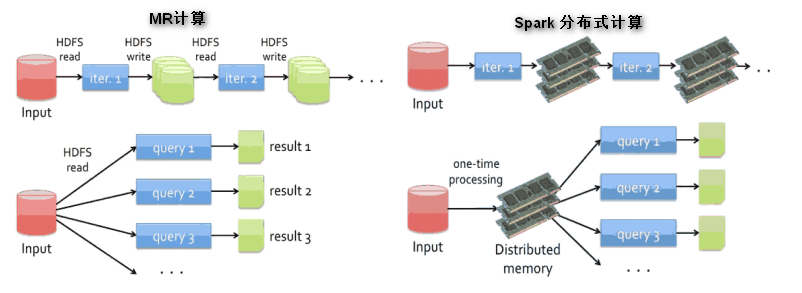 MR计算
HDFS read
HDFS write
HDFS read
HDFS write
iter. 1
iter. 2
. . .
Input
HDFS read
query 1
result 1
query 2
result 2
query 3
result 3
Input
. . .
Spark 分布式计算
iter. 1
iter. 2
. .
Input
one-time
processing
query 1
query 2
query 3
Input
Distributed
memory
. . .